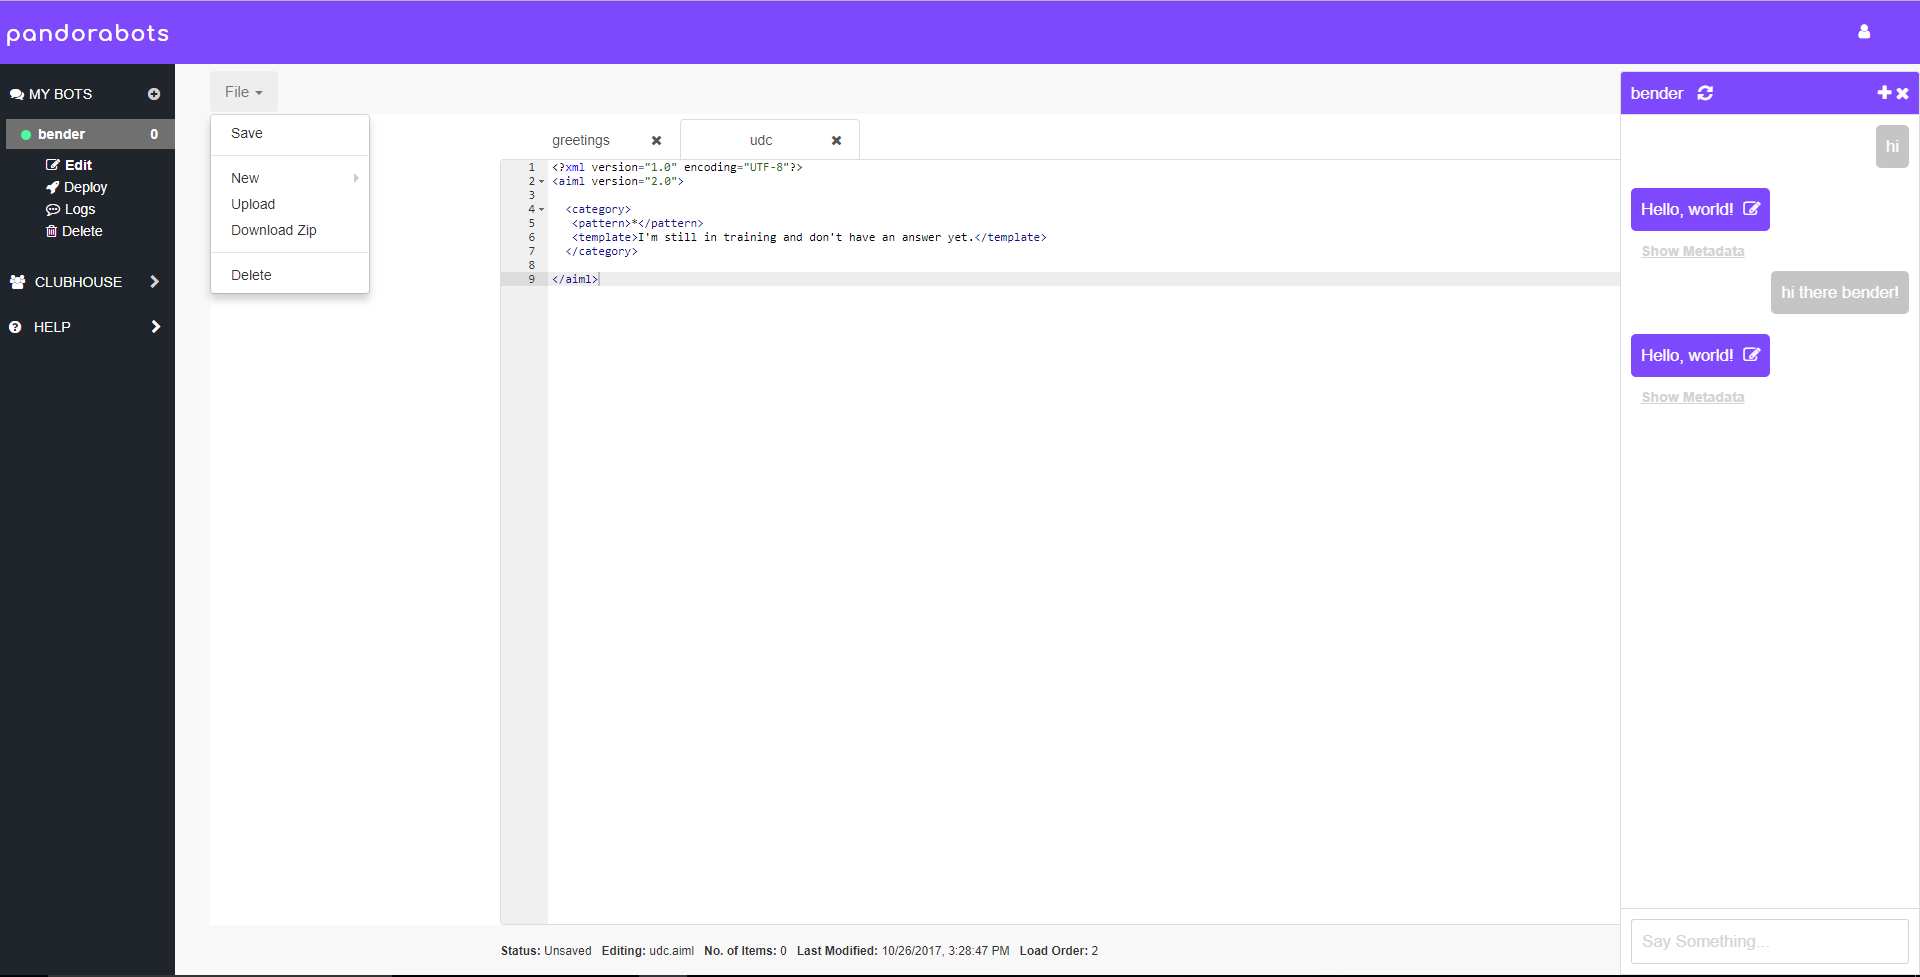 pandorabots
MY BOTS
bender 0
Edit
Deploy
Logs
Delete
CLUBHOUSE
HELP
File
Save
New
Upload
Download Zip
Delete
greetings
udc
1 <?xml version="1.0" encoding="UTF-8"?>
2 <aiml version="2.0">
3
4 <category>
5 <pattern>*</pattern>
6 <template>I'm still in training and don't have an answer yet.</template>
7 </category>
8
9 </aiml>
Status: Unsaved Editing: udc.aiml No. of Items: 0 Last Modified: 10/26/2017, 3:28:47 PM Load Order: 2
bender
hi
Hello, world!
Show Metadata
hi there bender!
Hello, world!
Show Metadata
Say Something...